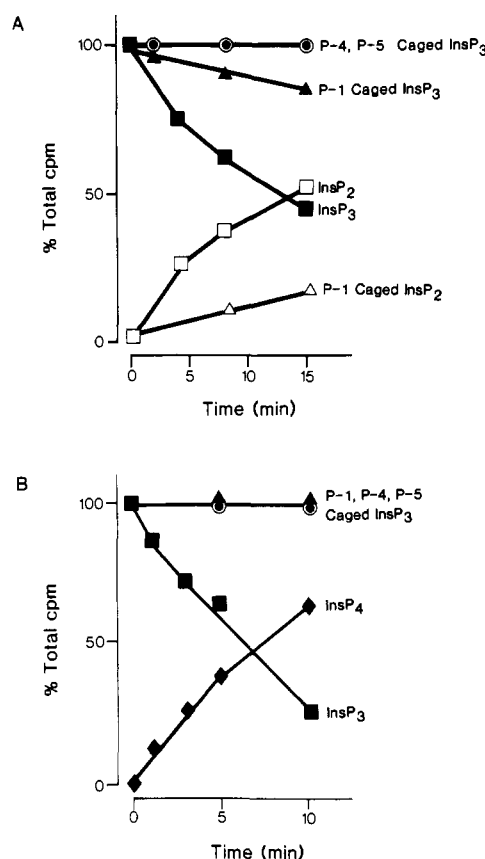 A
100
50
0
% Total cpm
P-4, P-5 Caged InsP3
P-1 Caged InsP3
InsP2
InsP3
P-1 Caged InsP2
0 5 10 15
Time (min)
B
100
50
0
% Total cpm
P-1, P-4, P-5
Caged InsP3
InsP4
InsP3
0 5 10
Time (min)